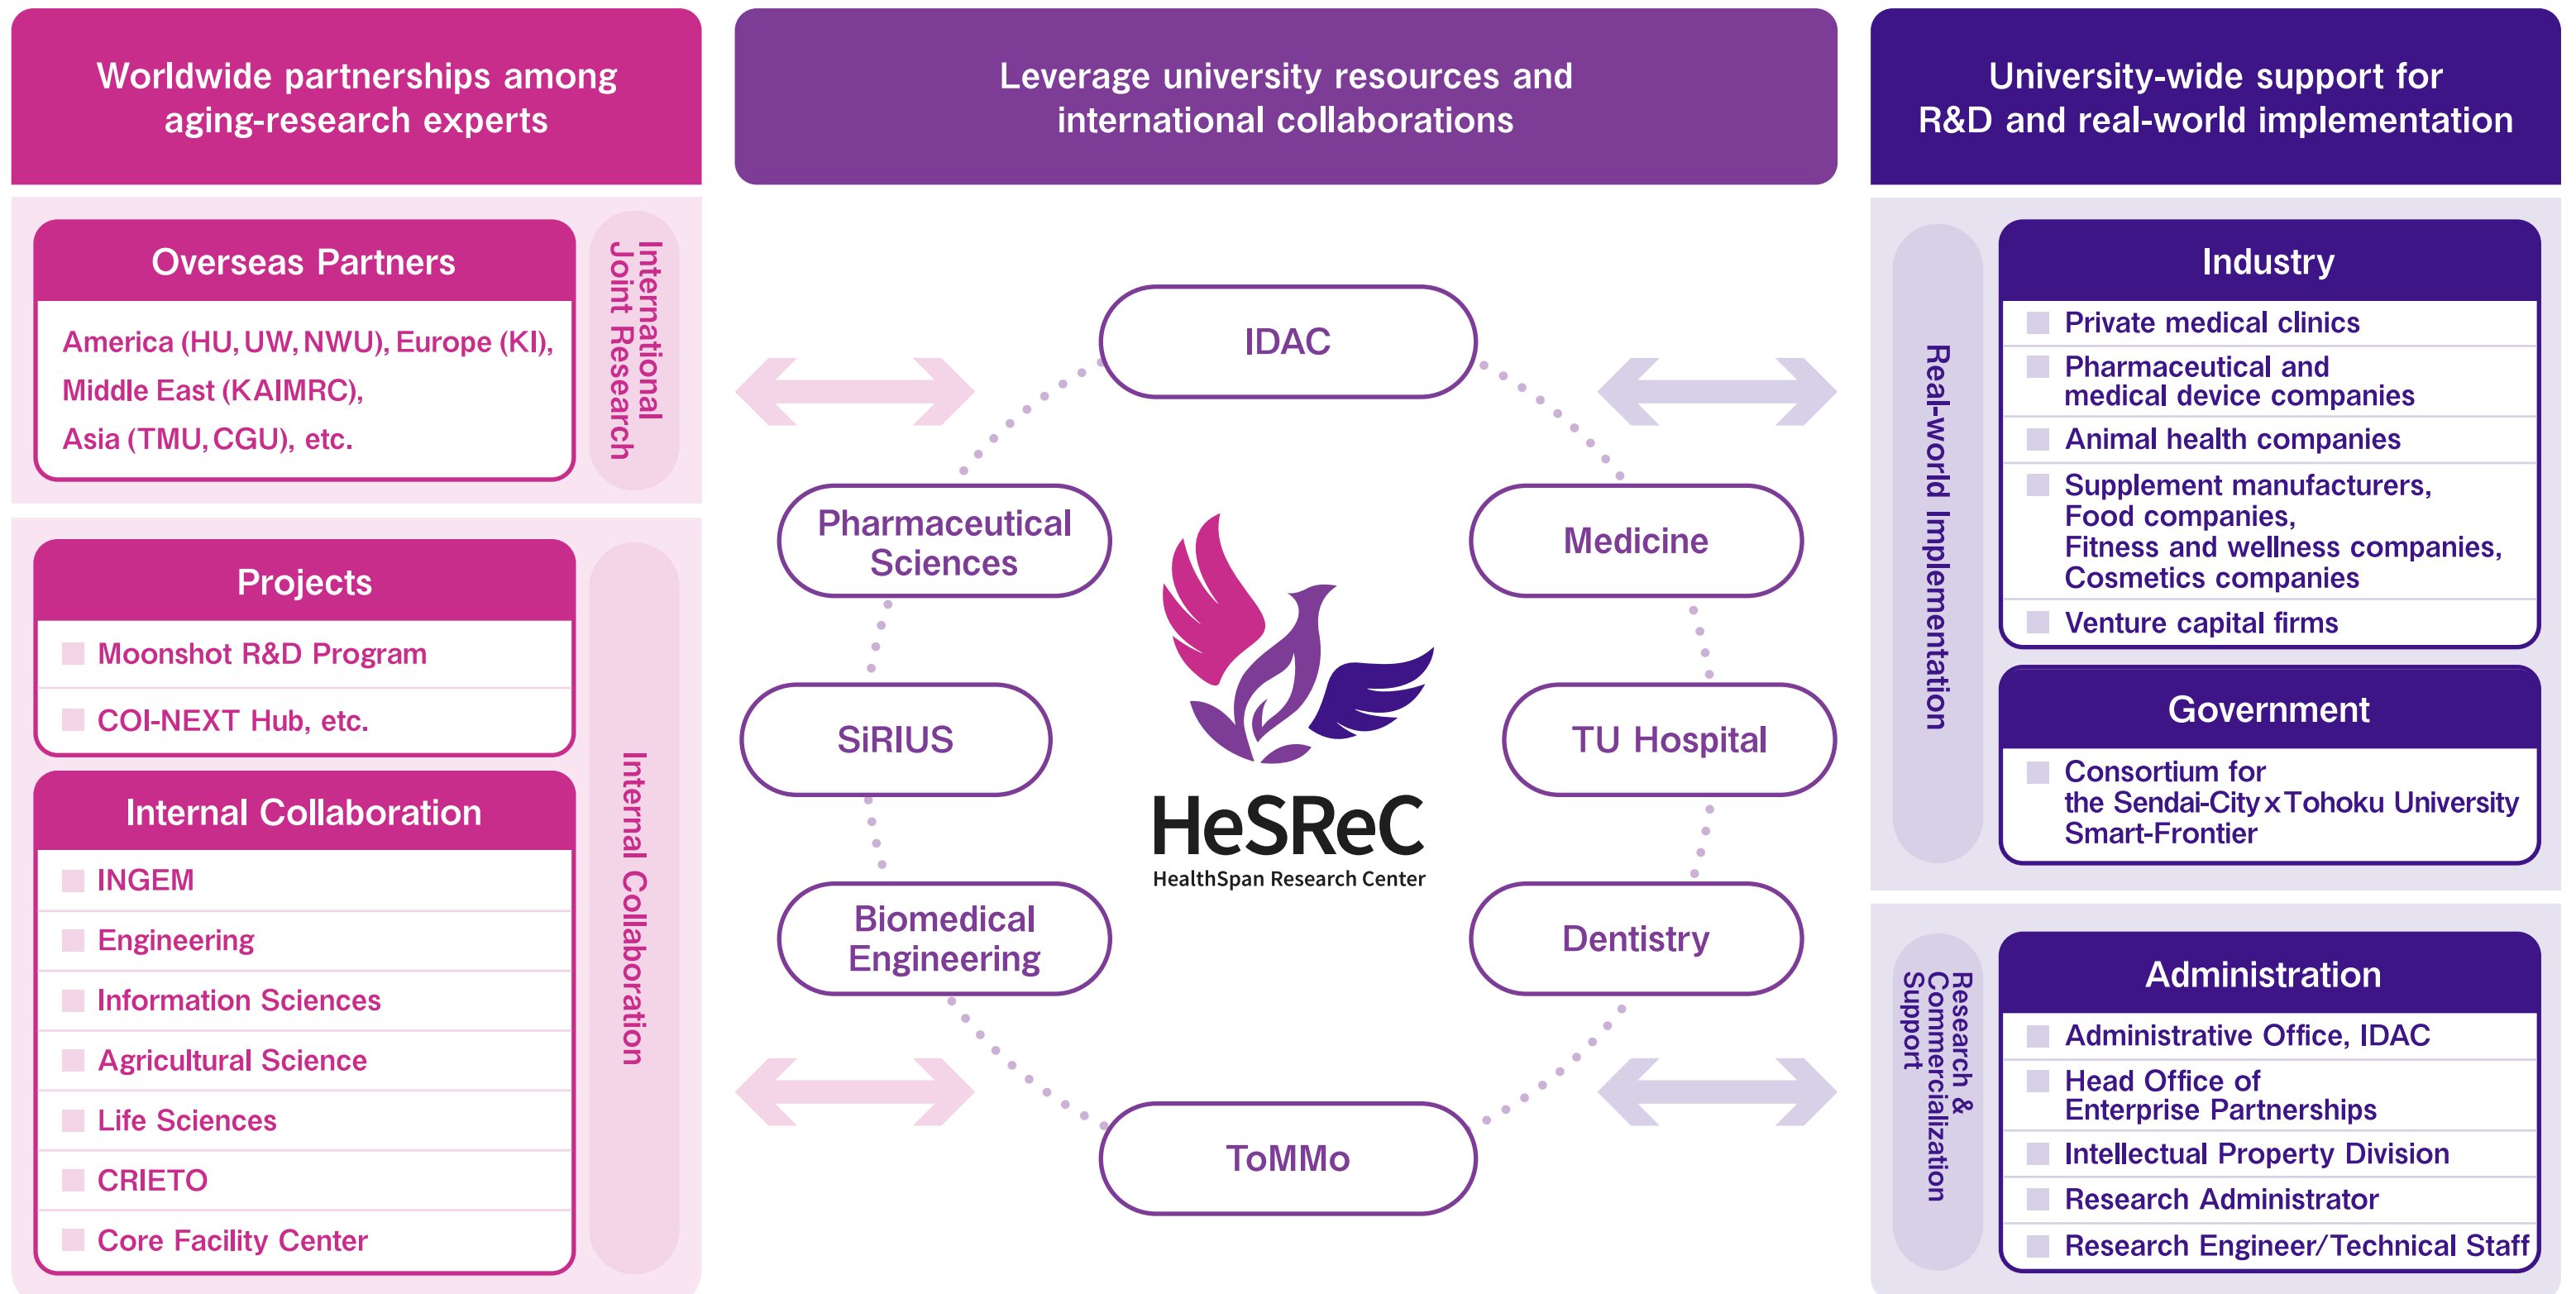 Worldwide partnerships among
aging-research experts
Overseas Partners
America (HU, UW, NWU), Europe (KI),
Middle East (KAIMRC),
Asia (TMU, CGU), etc.
International
Joint Research
Projects
Moonshot R&D Program
COI-NEXT Hub, etc.
Internal Collaboration
INGEM
Engineering
Information Sciences
Agricultural Science
Life Sciences
CRIETO
Core Facility Center
Internal Collaboration
Leverage university resources and
international collaborations
IDAC
Pharmaceutical
Sciences
Medicine
SiRIUS
TU Hospital
HeSReC
HealthSpan Research Center
Biomedical
Engineering
Dentistry
ToMMo
University-wide support for
R&D and real-world implementation
Real-world Implementation
Industry
Private medical clinics
Pharmaceutical and
medical device companies
Animal health companies
Supplement manufacturers,
Food companies,
Fitness and wellness companies,
Cosmetics companies
Venture capital firms
Government
Consortium for
the Sendai-City x Tohoku University
Smart-Frontier
Research &
Commercialization
Support
Administration
Administrative Office, IDAC
Head Office of
Enterprise Partnerships
Intellectual Property Division
Research Administrator
Research Engineer/Technical Staff